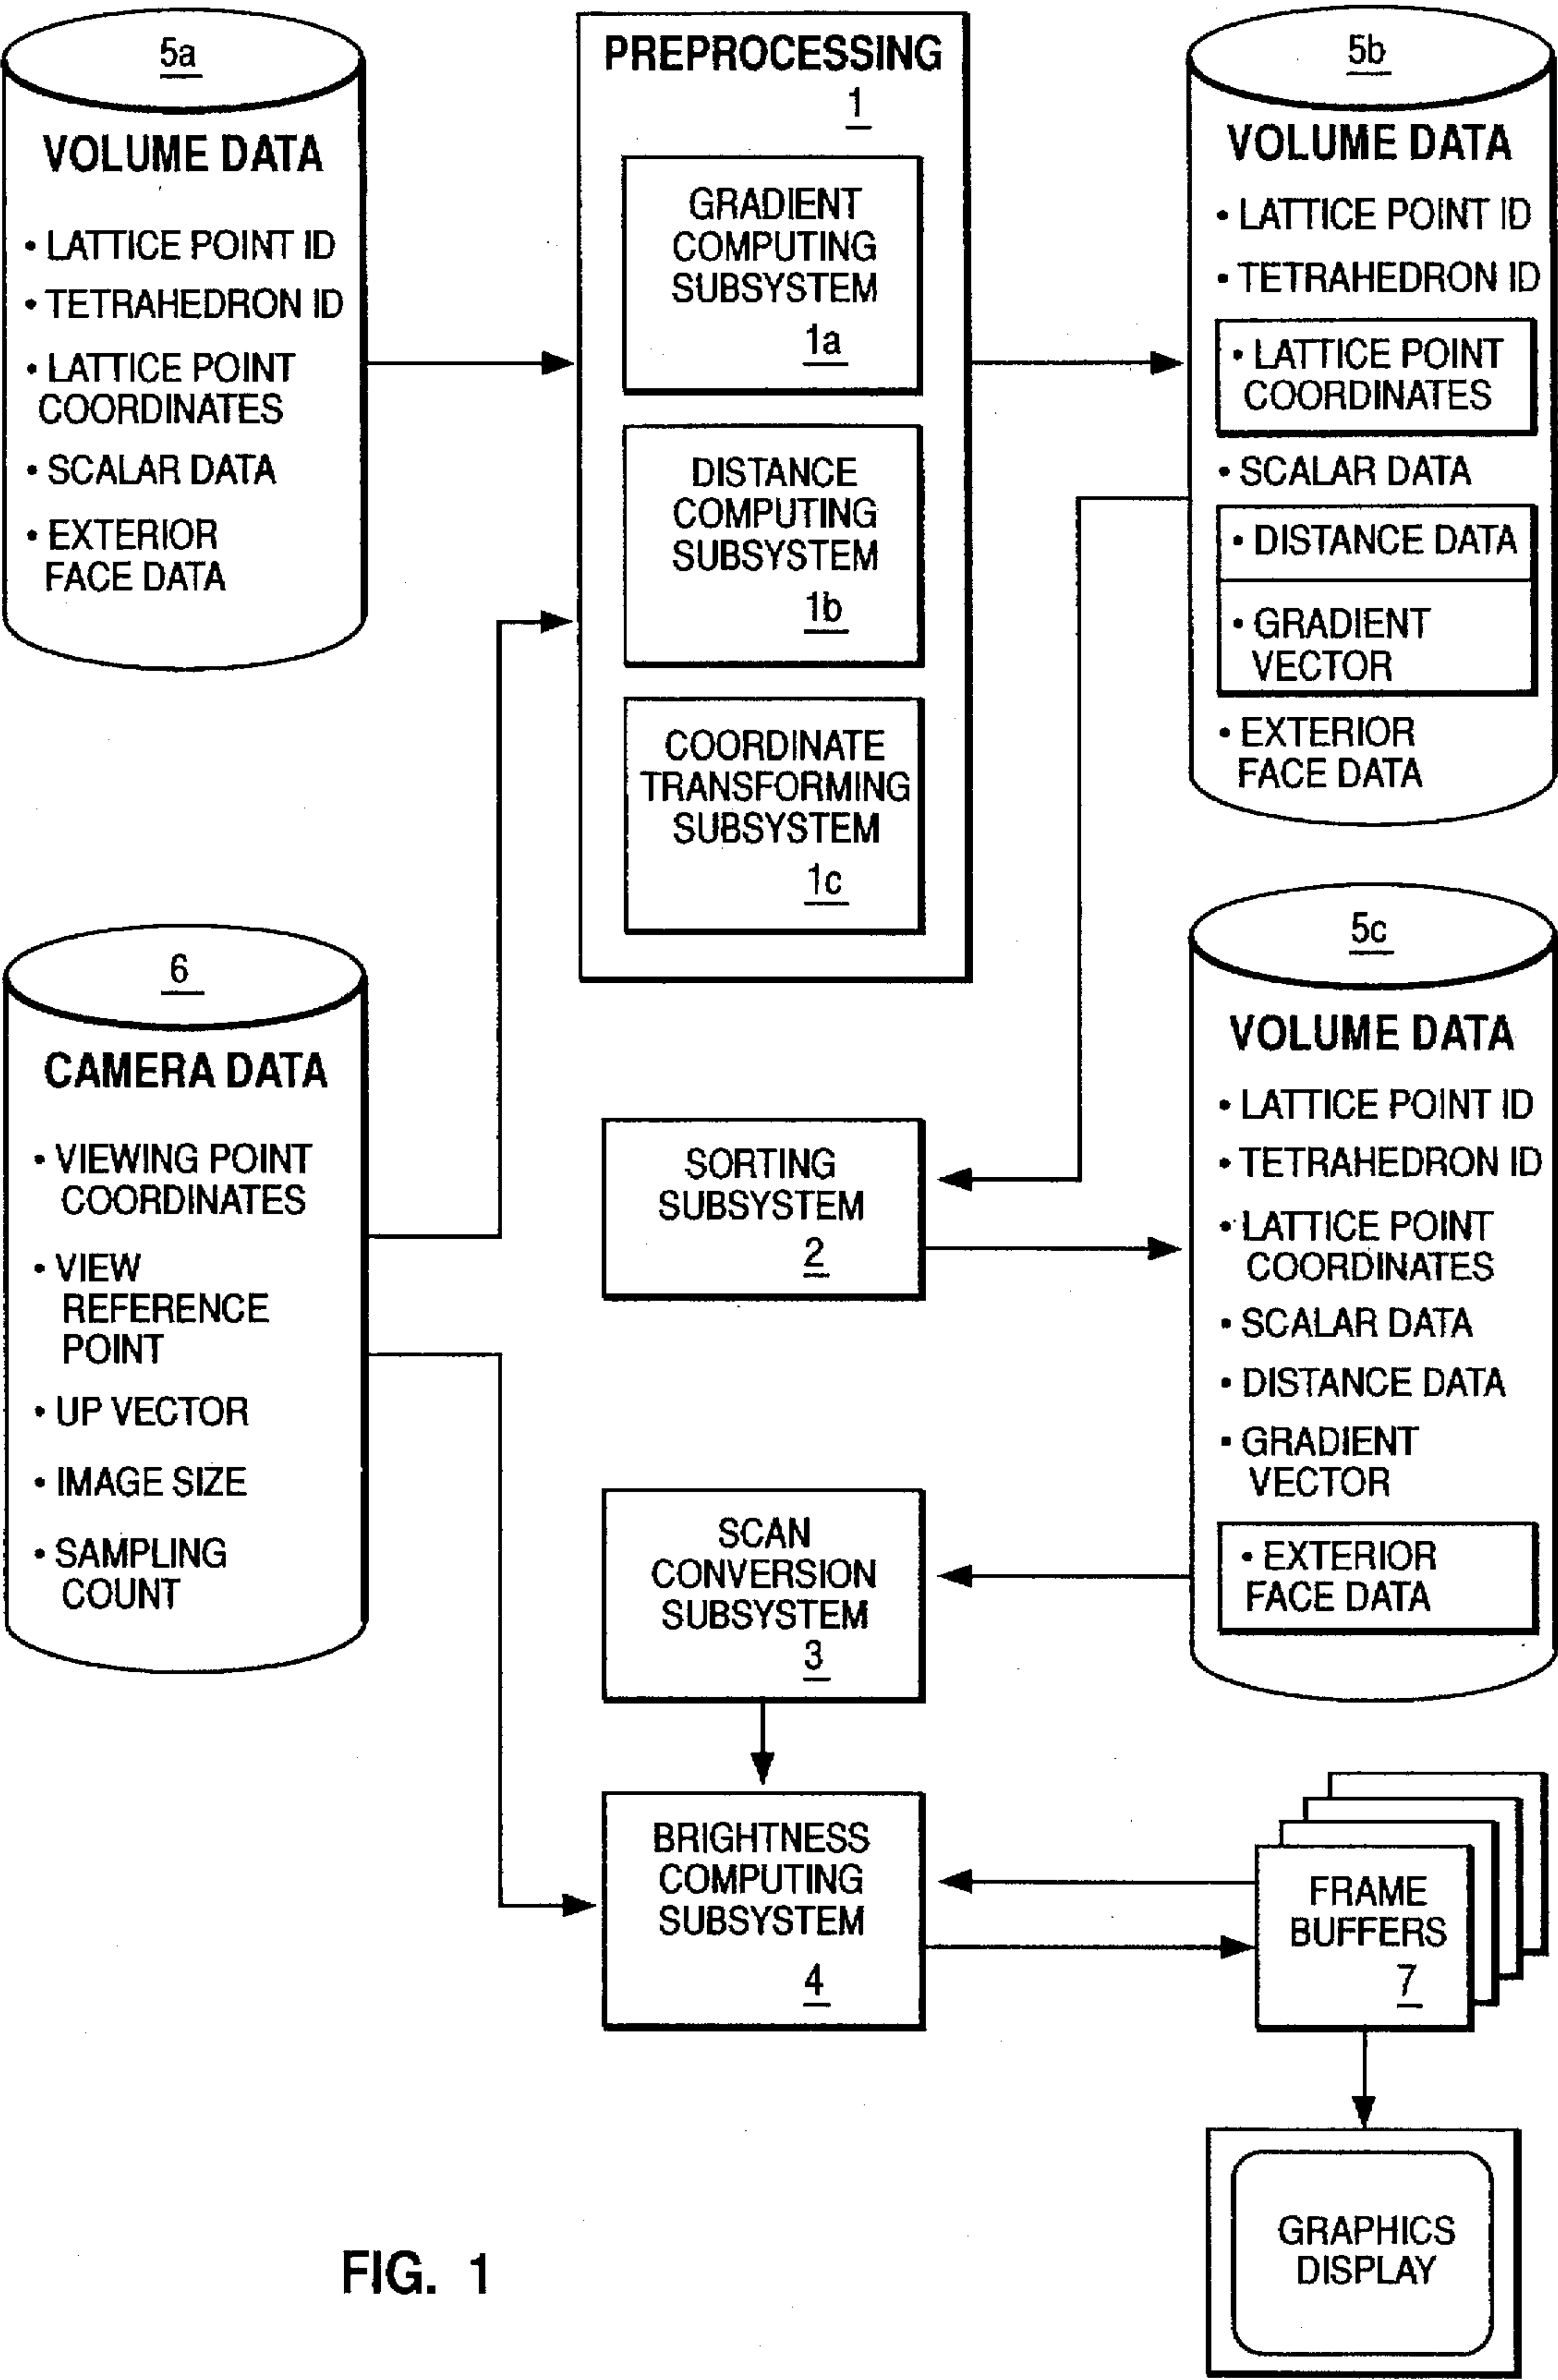 5a
VOLUME DATA
• LATTICE POINT ID
• TETRAHEDRON ID
• LATTICE POINT
COORDINATES
• SCALAR DATA
• EXTERIOR
FACE DATA
PREPROCESSING
1
GRADIENT
COMPUTING
SUBSYSTEM
1a
DISTANCE
COMPUTING
SUBSYSTEM
1b
COORDINATE
TRANSFORMING
SUBSYSTEM
1c
5b
VOLUME DATA
• LATTICE POINT ID
• TETRAHEDRON ID
• LATTICE POINT
COORDINATES
• SCALAR DATA
• DISTANCE DATA
• GRADIENT
VECTOR
• EXTERIOR
FACE DATA
6
CAMERA DATA
• VIEWING POINT
COORDINATES
• VIEW
REFERENCE
POINT
• UP VECTOR
• IMAGE SIZE
• SAMPLING
COUNT
SORTING
SUBSYSTEM
2
5c
VOLUME DATA
• LATTICE POINT ID
• TETRAHEDRON ID
• LATTICE POINT
COORDINATES
• SCALAR DATA
• DISTANCE DATA
• GRADIENT
VECTOR
• EXTERIOR
FACE DATA
SCAN
CONVERSION
SUBSYSTEM
3
BRIGHTNESS
COMPUTING
SUBSYSTEM
4
FRAME
BUFFERS
7
GRAPHICS
DISPLAY
FIG. 1